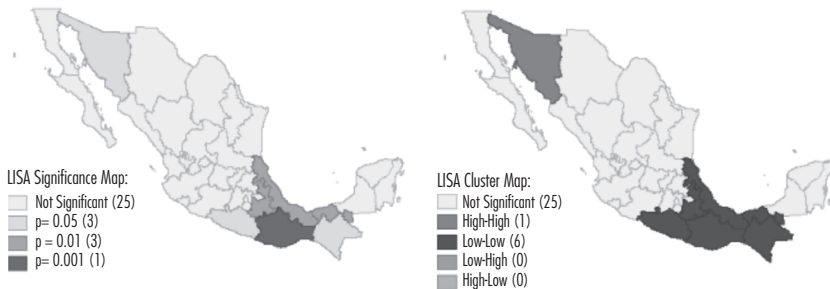 LISA Significance Map:
Not Significant (25)
p= 0.05 (3)
p= 0.01 (3)
p= 0.001 (1)
LISA Cluster Map:
Not Significant (25)
High-High (1)
Low-Low (6)
Low-High (0)
High-Low (0)